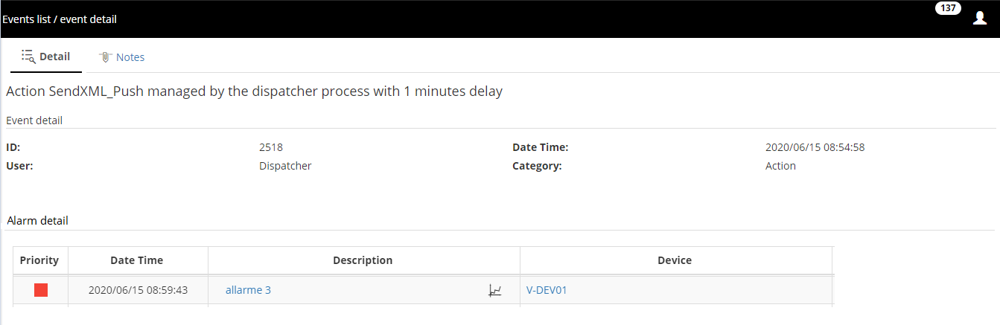 137
Events list / event detail
Detail Notes
Action SendXML_Push managed by the dispatcher process with 1 minutes delay
Event detail
ID: 2518 Date Time: 2020/06/15 08:54:58
User: Dispatcher Category: Action
Alarm detail
Priority Date Time Description Device
2020/06/15 08:59:43 allarme 3 V-DEV01